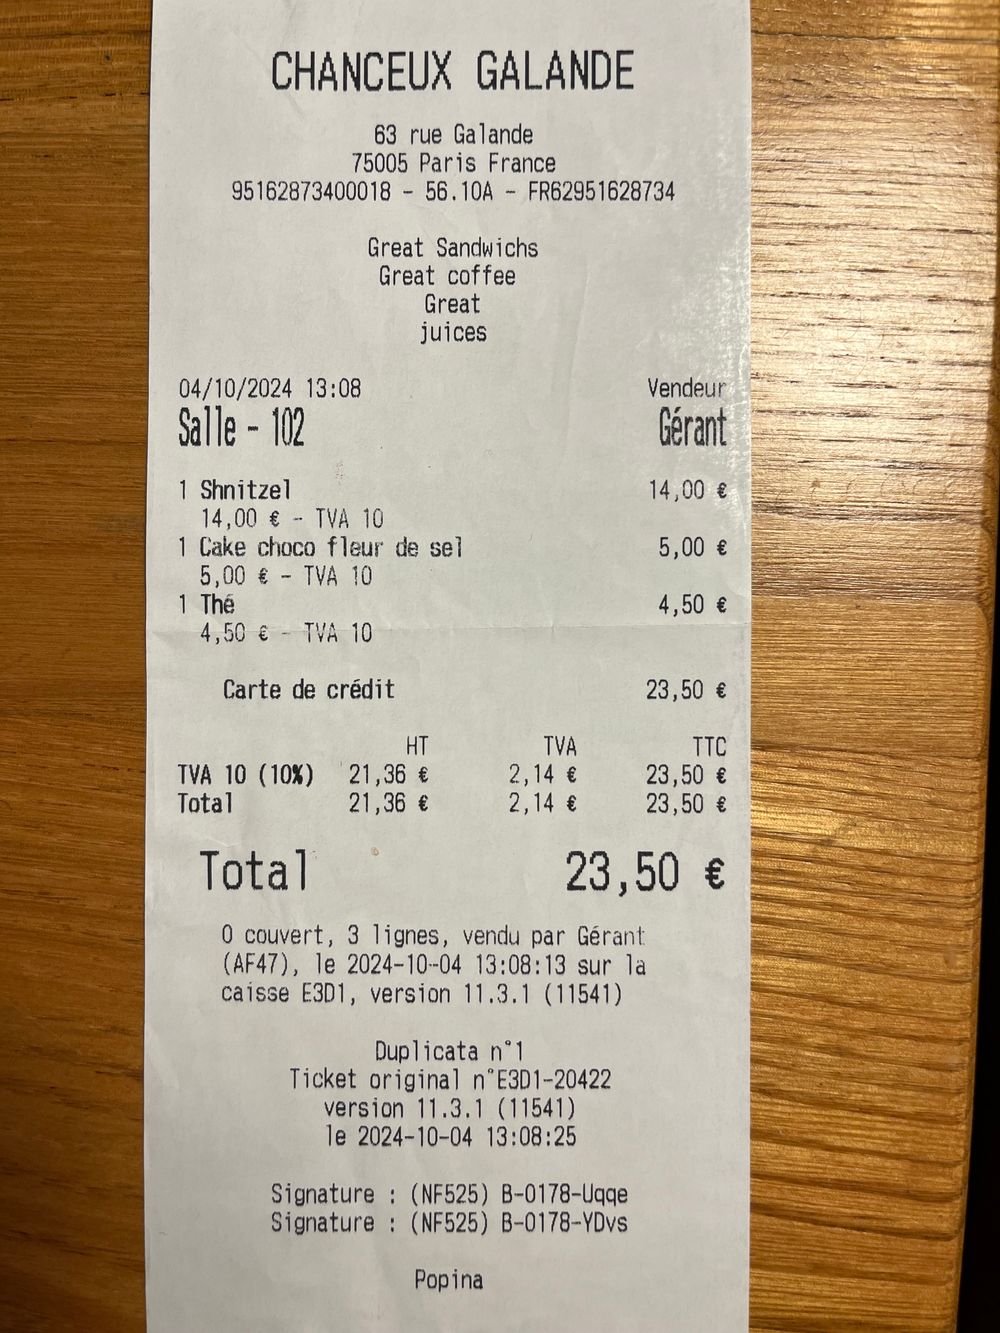 CHANCEUX GALANDE
63 rue Galande
75005 Paris France
95162873400018 - 56.10A - FR62951628734
Great Sandwichs
Great coffee
Great
juices
04/10/2024 13:08 Vendeur
Salle - 102 Gérant
1 Shnitzel 14,00 €
14,00 € - TVA 10
1 Cake choco fleur de sel 5,00 €
5,00 € - TVA 10
1 Thé 4,50 €
4,50 € - TVA 10
Carte de crédit 23,50 €
HT TVA TTC
TVA 10 (10%) 21,36 € 2,14 € 23,50 €
Total 21,36 € 2,14 € 23,50 €
Total 23,50 €
0 couvert, 3 lignes, vendu par Gérant
(AF47), le 2024-10-04 13:08:13 sur la
caisse E3D1, version 11.3.1 (11541)
Duplicata n°1
Ticket original n°E3D1-20422
version 11.3.1 (11541)
le 2024-10-04 13:08:25
Signature : (NF525) B-0178-Uqqe
Signature : (NF525) B-0178-YDvs
Popina